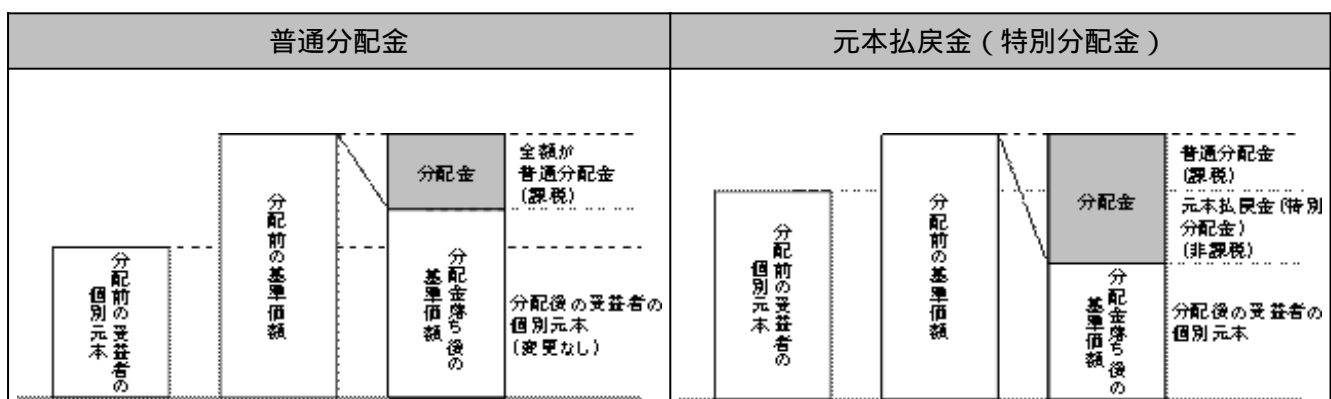 普通分配金
元本払戻金（特別分配金）
分配前の受益者の
個別元本
分配前の基準価額
分配金
分配金落ち後の
基準価額
全額が
普通分配金
(課税)
分配後の受益者の
個別元本
(変更なし)
分配前の受益者の
個別元本
分配前の基準価額
分配金
分配金落ち後の
基準価額
普通分配金
(課税)
元本払戻金(特別
分配金)
(非課税)
分配後の受益者の
個別元本